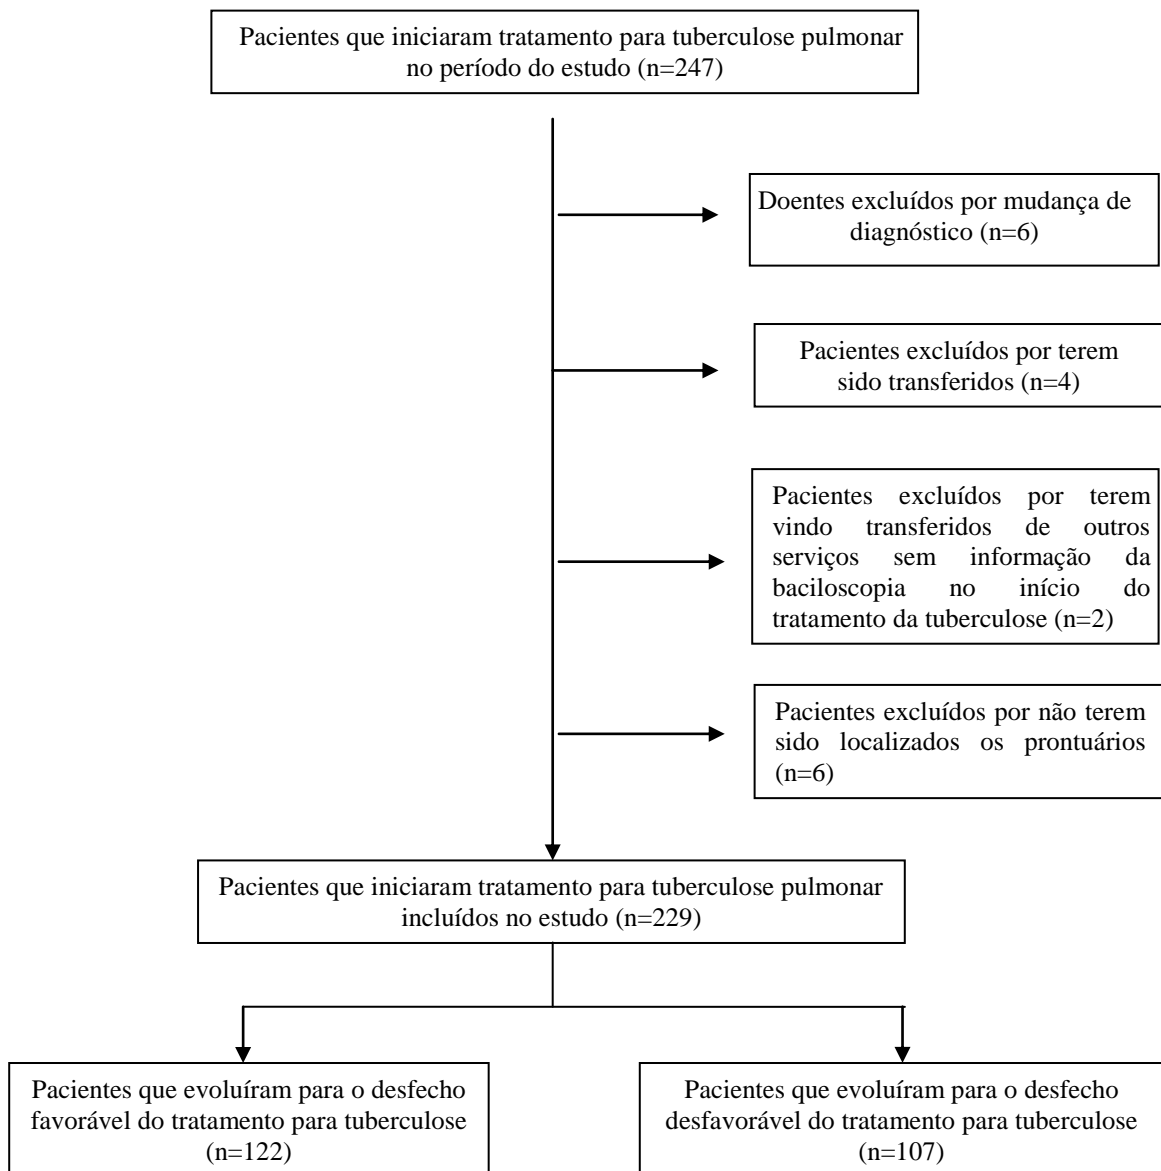 Pacientes que iniciaram tratamento para tuberculose pulmonar
no período do estudo (n=247)
Doentes excluídos por mudança de
diagnóstico (n=6)
Pacientes excluídos por terem
sido transferidos (n=4)
Pacientes excluídos por terem
vindo transferidos de outros
serviços sem informação da
baciloscopia no início do
tratamento da tuberculose (n=2)
Pacientes excluídos por não terem
sido localizados os prontuários
(n=6)
Pacientes que iniciaram tratamento para tuberculose pulmonar
incluídos no estudo (n=229)
Pacientes que evoluíram para o desfecho
favorável do tratamento para tuberculose
(n=122)
Pacientes que evoluíram para o desfecho
desfavorável do tratamento para tuberculose
(n=107)